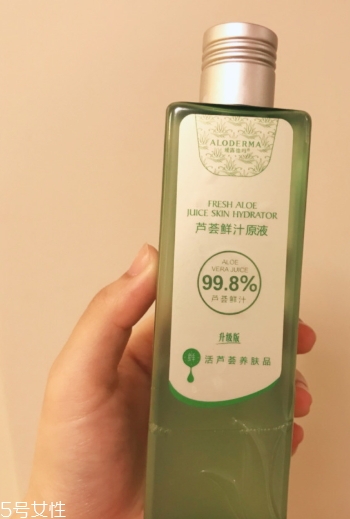 ALODERMA
FRESH ALOE
JUICE SKIN HYDRATOR
芦荟鲜汁原液
ALOE
VERA JUICE
99.8%
芦荟鲜汁
升级版
活芦荟养肤品
5号女性